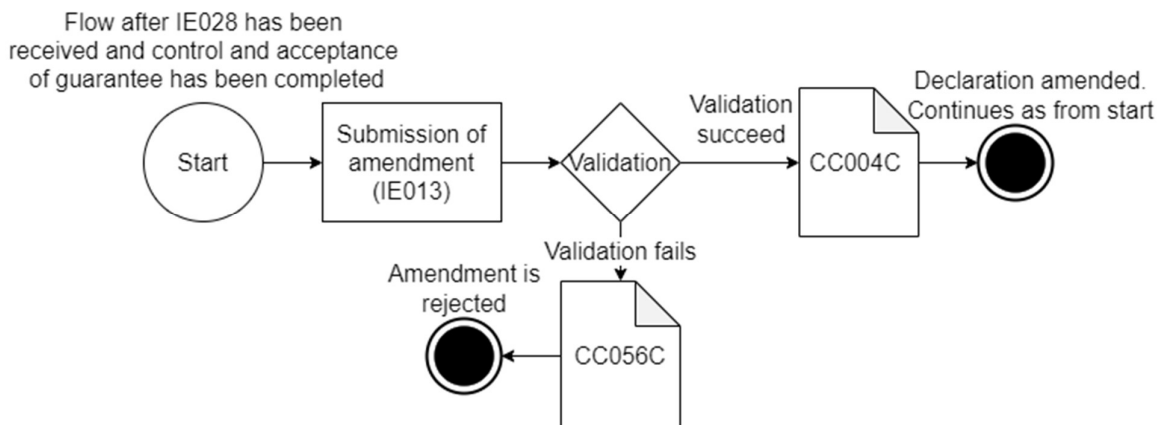 Flow after IE028 has been
received and control and acceptance
of guarantee has been completed
Start
Submission of
amendment
(IE013)
Validation
Validation
succeed
CC004C
Declaration amended.
Continues as from start
Validation fails
CC056C
Amendment is
rejected